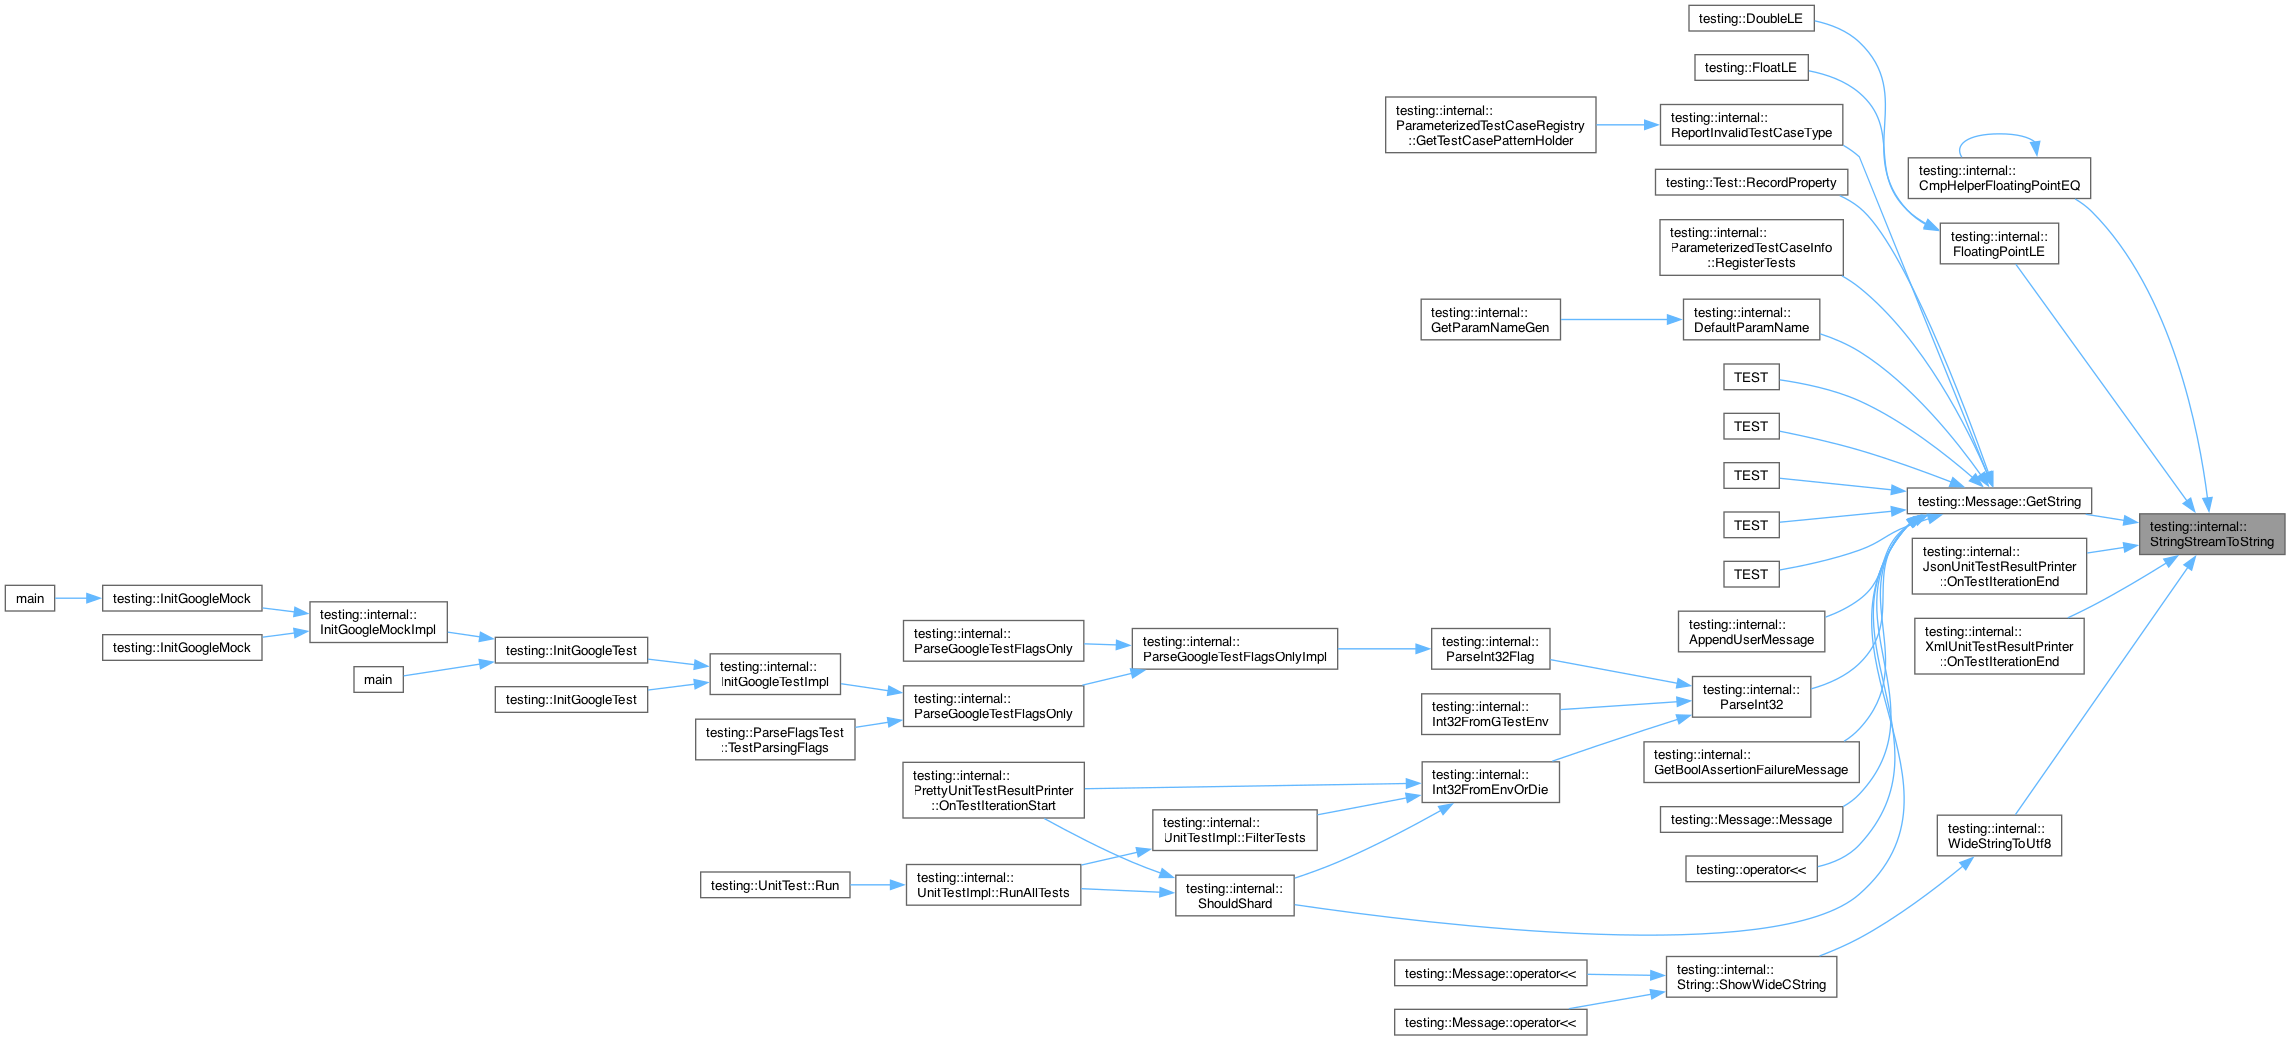 testing::DoubleLE
testing::FloatLE
testing::internal::
ParameterizedTestCaseRegistry
::GetTestCasePatternHolder
testing::internal::
ReportInvalidTestCaseType
testing::internal::
CmpHelperFloatingPointEQ
testing::Test::RecordProperty
testing::internal::
ParameterizedTestCaseInfo
::RegisterTests
testing::internal::
FloatingPointLE
testing::internal::
GetParamNameGen
testing::internal::
DefaultParamName
TEST
TEST
TEST
TEST
TEST
testing::Message::GetString
testing::internal::
StringStreamToString
testing::internal::
JsonUnitTestResultPrinter
::OnTestIterationEnd
main
testing::InitGoogleMock
testing::InitGoogleMock
testing::internal::
InitGoogleMockImpl
main
testing::InitGoogleTest
testing::InitGoogleTest
testing::internal::
InitGoogleTestImpl
testing::internal::
ParseGoogleTestFlagsOnly
testing::internal::
ParseGoogleTestFlagsOnly
testing::ParseFlagsTest
::TestParsingFlags
testing::internal::
ParseGoogleTestFlagsOnlyImpl
testing::internal::
ParseInt32Flag
testing::internal::
AppendUserMessage
testing::internal::
XmlUnitTestResultPrinter
::OnTestIterationEnd
testing::internal::
ParseInt32
testing::internal::
Int32FromGTestEnv
testing::internal::
GetBoolAssertionFailureMessage
testing::internal::
PrettyUnitTestResultPrinter
::OnTestIterationStart
testing::internal::
Int32FromEnvOrDie
testing::internal::
UnitTestImpl::FilterTests
testing::Message::Message
testing::internal::
WideStringToUtf8
testing::operator<<
testing::UnitTest::Run
testing::internal::
UnitTestImpl::RunAllTests
testing::internal::
ShouldShard
testing::Message::operator<<
testing::internal::
String::ShowWideCString
testing::Message::operator<<